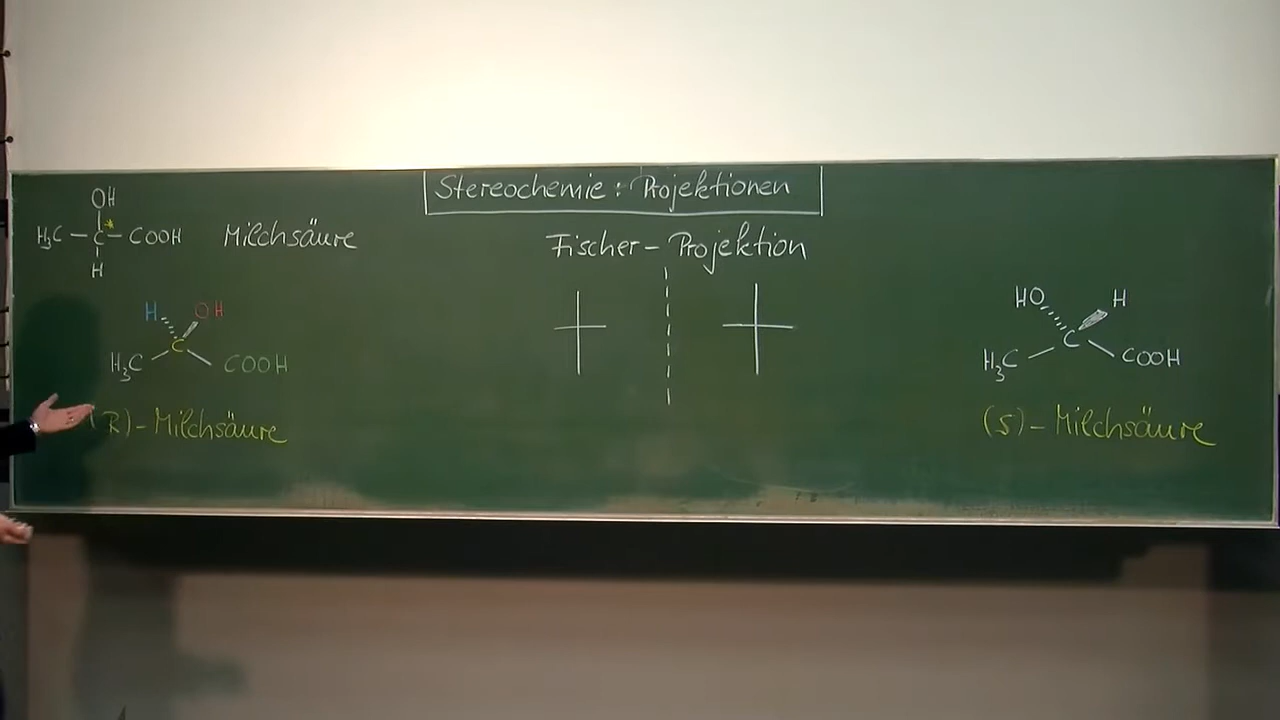 Stereochemie: Projektionen
OH
H₃C - C* - COOH Milchsäure
H
Fischer-Projektion
H OH
C
H₃C COOH
(R)-Milchsäure
HO H
C
H₃C COOH
(S)-Milchsäure